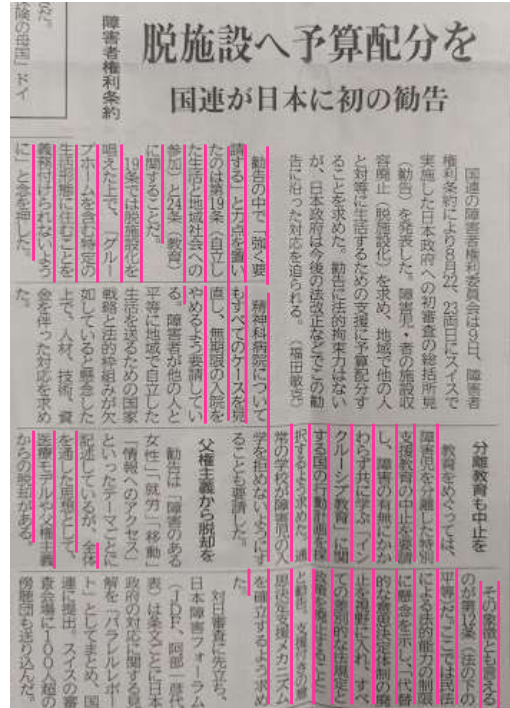 障害者権利条約
脱施設へ予算配分を
国連が日本に初の勧告
国連の障害者権利委員会は9日、障害者
権利条約により8月22、23両日にスイスで
実施した日本政府への初審査の総括所見
（勧告）を発表した。障害児・者の施設収
容廃止（脱施設化）を求め、地域で他の人
と対等に生活するための支援に予算配分す
ることを求めた。勧告に法的拘束力はない
が、日本政府は今後の法改正などでこの勧
告に沿った対応を迫られる。（福田敏克）
勧告の中で「強く要
請する」と力点を置い
たのは第19条（自立し
た生活と地域社会への
参加）と24条（教育）
に関することだ。
19条では脱施設化を
唱えた上で、「グルー
プホームを含む特定の
生活形態に住むことを
義務付けられないよう
に」と念を押した。
精神科病院について
もすべてのケースを見
直し、無期限の入院を
やめるよう要請してい
る。障害者が他の人と
平等に地域で自立した
生活を送るための国家
戦略と法的枠組みが欠
如していると懸念した
上で、人材、技術、資
金を伴った対応を求め
た。
分離教育も中止を
教育をめぐっては、
障害児を分離した特別
支援教育の中止を要請
し、障害の有無にかか
わらず共に学ぶ「イン
クルーシブ教育」に関
する国の行動計画を採
択するよう求めた。通
常の学校が障害児の入
学を拒めないようにす
ることも要請した。
父権主義から脱却を
勧告は「障害のある
女性」「就労」「移動」
「情報へのアクセス」
といったテーマごとに
記述しているが、全体
を通した思想として、
医療モデルや父権主義
からの脱却がある。
その象徴とも言える
のが第12条（法の下の
平等）だ。ここでは民法
による法的能力の制限
に懸念を示し、「代替
的な意思決定体制の廃
止を視野に入れ、すべ
ての差別的な法規定と
と勧告。支援付きの意
思決定支援メカニズム
を確立するよう求め
た。
対日審査に先立ち、
日本障害フォーラム
（JDF、阿部一彦代
表）は条文ごとに日本
政府の対応に関する見
解を「パラレルレポー
ト」としてまとめ、国
連に提出。スイスの審
査会場に100人超の
傍聴団も送り込んだ。
の母国」ドイ